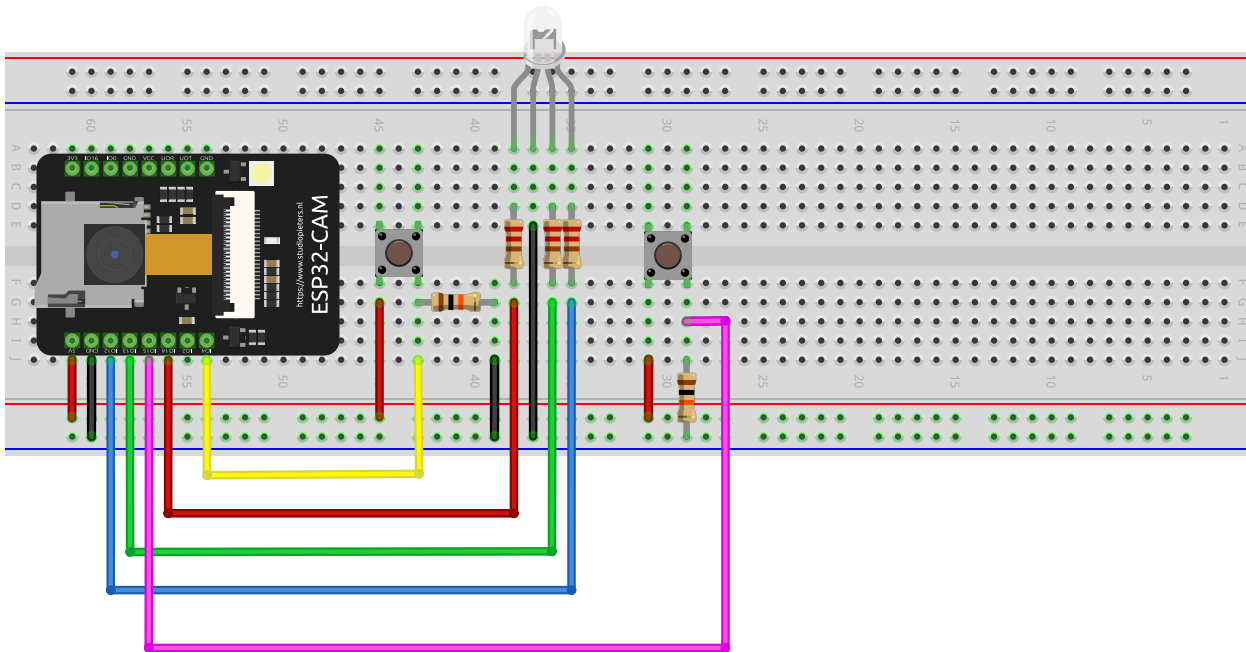 60 55 50 45 40 35 30 25 20 15 10 5 1
A A
3V3 IO16 IO0 GND VCC UOR UOT GND
B B
C C
D D
E E
https://www.studiopieters.nl
ESP32-CAM
F F
G G
H H
I I
5V GND IO12 IO13 IO15 IO14 IO2 IO4
J J
55 40 30 25 20 15 10 5 1